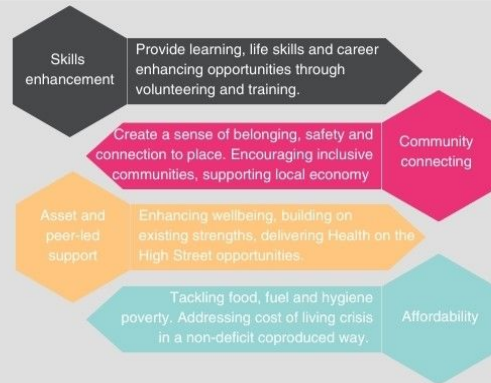 Skills
enhancement
Provide learning, life skills and career
enhancing opportunities through
volunteering and training.
Create a sense of belonging, safety and
connection to place. Encouraging inclusive
communities, supporting local economy
Community
connecting
Asset and
peer-led
support
Enhancing wellbeing, building on
existing strengths, delivering Health on the
High Street opportunities.
Tackling food, fuel and hygiene
poverty. Addressing cost of living crisis
in a non-deficit coproduced way.
Affordability